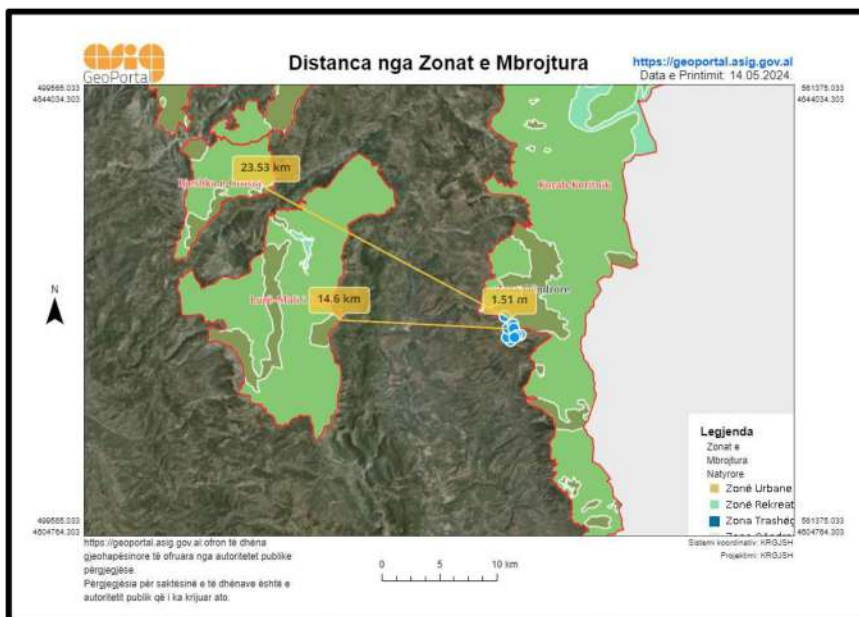 asig
GeoPortal
Distanca nga Zonat e Mbrojtura
https://geoportal.asig.gov.al
Data e Printimit: 14.05.2024.
499565.033
4644034.303
561375.033
4644034.303
23.53 km
Korab-Koritnik
14.6 km
1.51 m
Lurë-Mali i
N
Legjenda
Zonat e
Mbrojtura
Natyrore
Zonë Urbane
Zonë Rekreat
Zona Trashëg
499565.033
4604764.303
561375.033
4604764.303
https://geoportal.asig.gov.al ofron të dhëna
gjeohapësinore të ofruara nga autoritetet publike
përgjegjëse.
Përgjegjësia për saktësinë e të dhënave është e
autoritetit publik që i ka krijuar ato.
Sistemi koordinativ: KRGJSH
Projektimi: KRGJSH
0 5 10 km